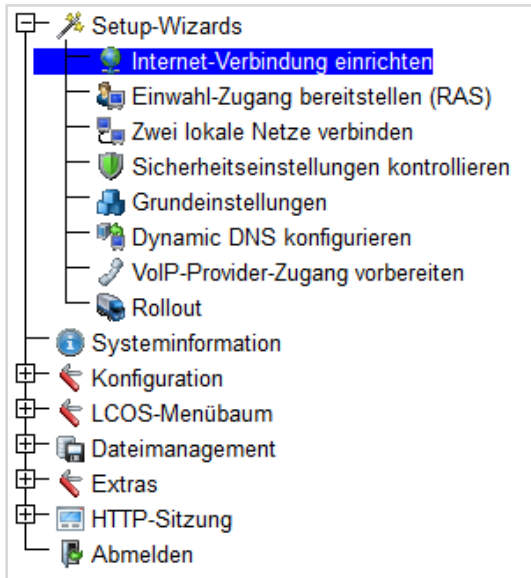 Setup-Wizards
Internet-Verbindung einrichten
Einwahl-Zugang bereitstellen (RAS)
Zwei lokale Netze verbinden
Sicherheitseinstellungen kontrollieren
Grundeinstellungen
Dynamic DNS konfigurieren
VoIP-Provider-Zugang vorbereiten
Rollout
Systeminformation
Konfiguration
LCOS-Menübaum
Dateimanagement
Extras
HTTP-Sitzung
Abmelden